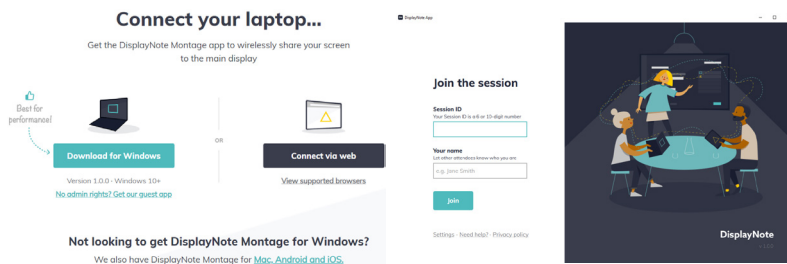 Connect your laptop...
Get the DisplayNote Montage app to wirelessly share your screen
to the main display
Best for
performance!
Download for Windows
Version 1.0.0 - Windows 10+
No admin rights? Get our guest app
OR
Connect via web
View supported browsers
Not looking to get DisplayNote Montage for Windows?
We also have DisplayNote Montage for Mac, Android and iOS.
DisplayNote App
Join the session
Session ID
Your Session ID is a 8 or 10-digit number
Your name
Let other attendees know who you are
e.g. Jane Smith
Join
Settings · Need help? · Privacy policy
DisplayNote